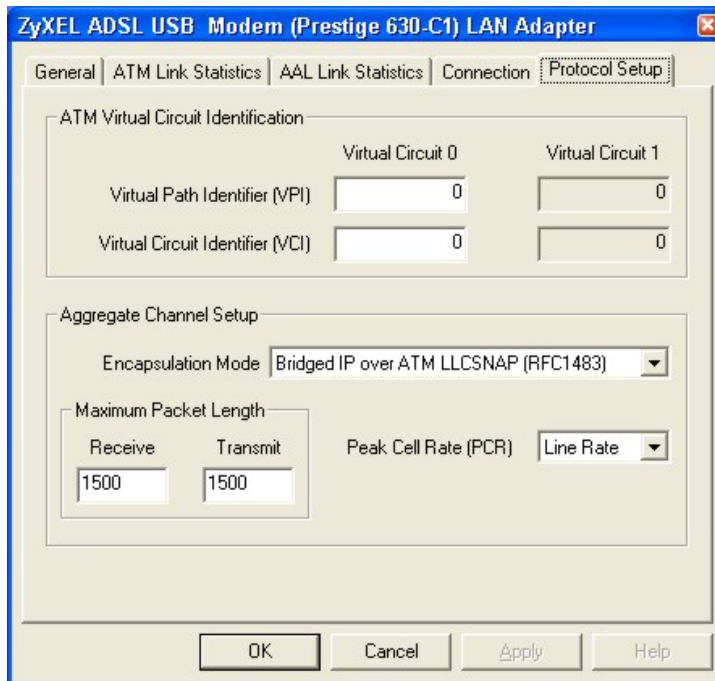 ZyXEL ADSL USB Modem (Prestige 630-C1) LAN Adapter
General
ATM Link Statistics
AAL Link Statistics
Connection
Protocol Setup
ATM Virtual Circuit Identification
Virtual Circuit 0
Virtual Circuit 1
Virtual Path Identifier (VPI)
0
0
Virtual Circuit Identifier (VCI)
0
0
Aggregate Channel Setup
Encapsulation Mode
Bridged IP over ATM LLCSNAP (RFC1483)
Maximum Packet Length
Receive
Transmit
1500
1500
Peak Cell Rate (PCR)
Line Rate
OK
Cancel
Apply
Help